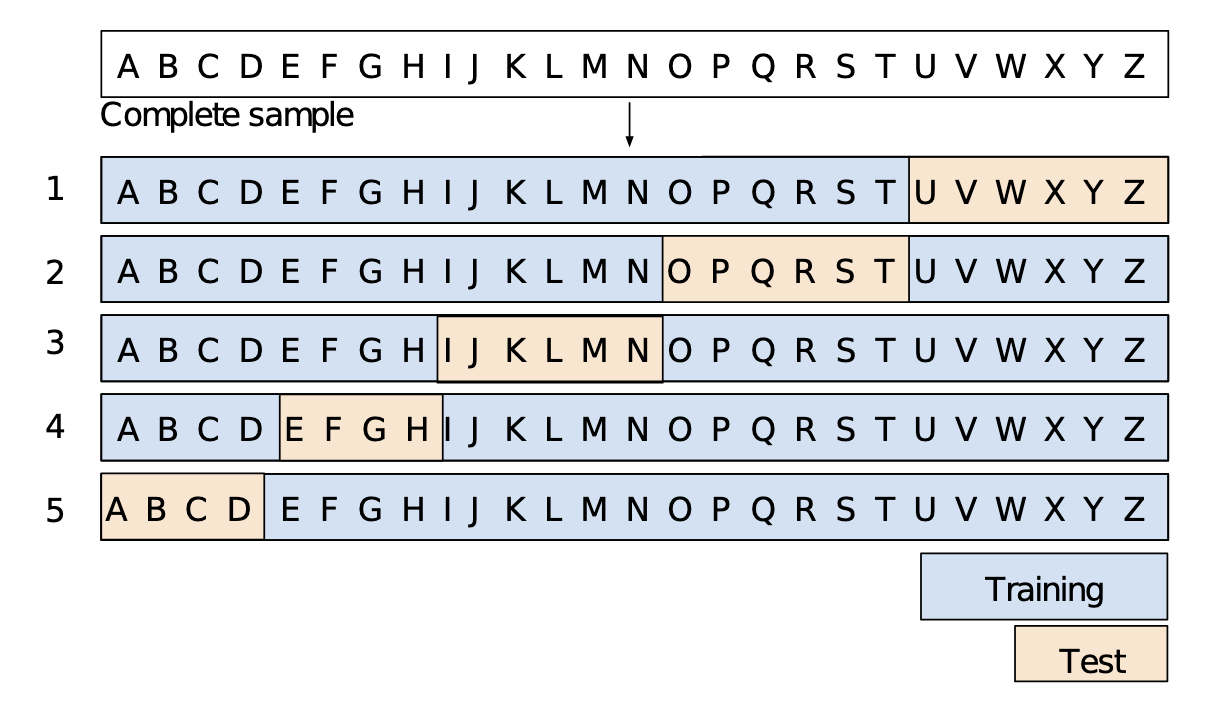 A B C D E F G H I J K L M N O P Q R S T U V W X Y Z
Complete sample
1 A B C D E F G H I J K L M N O P Q R S T U V W X Y Z
2 A B C D E F G H I J K L M N O P Q R S T U V W X Y Z
3 A B C D E F G H I J K L M N O P Q R S T U V W X Y Z
4 A B C D E F G H I J K L M N O P Q R S T U V W X Y Z
5 A B C D E F G H I J K L M N O P Q R S T U V W X Y Z
Training
Test